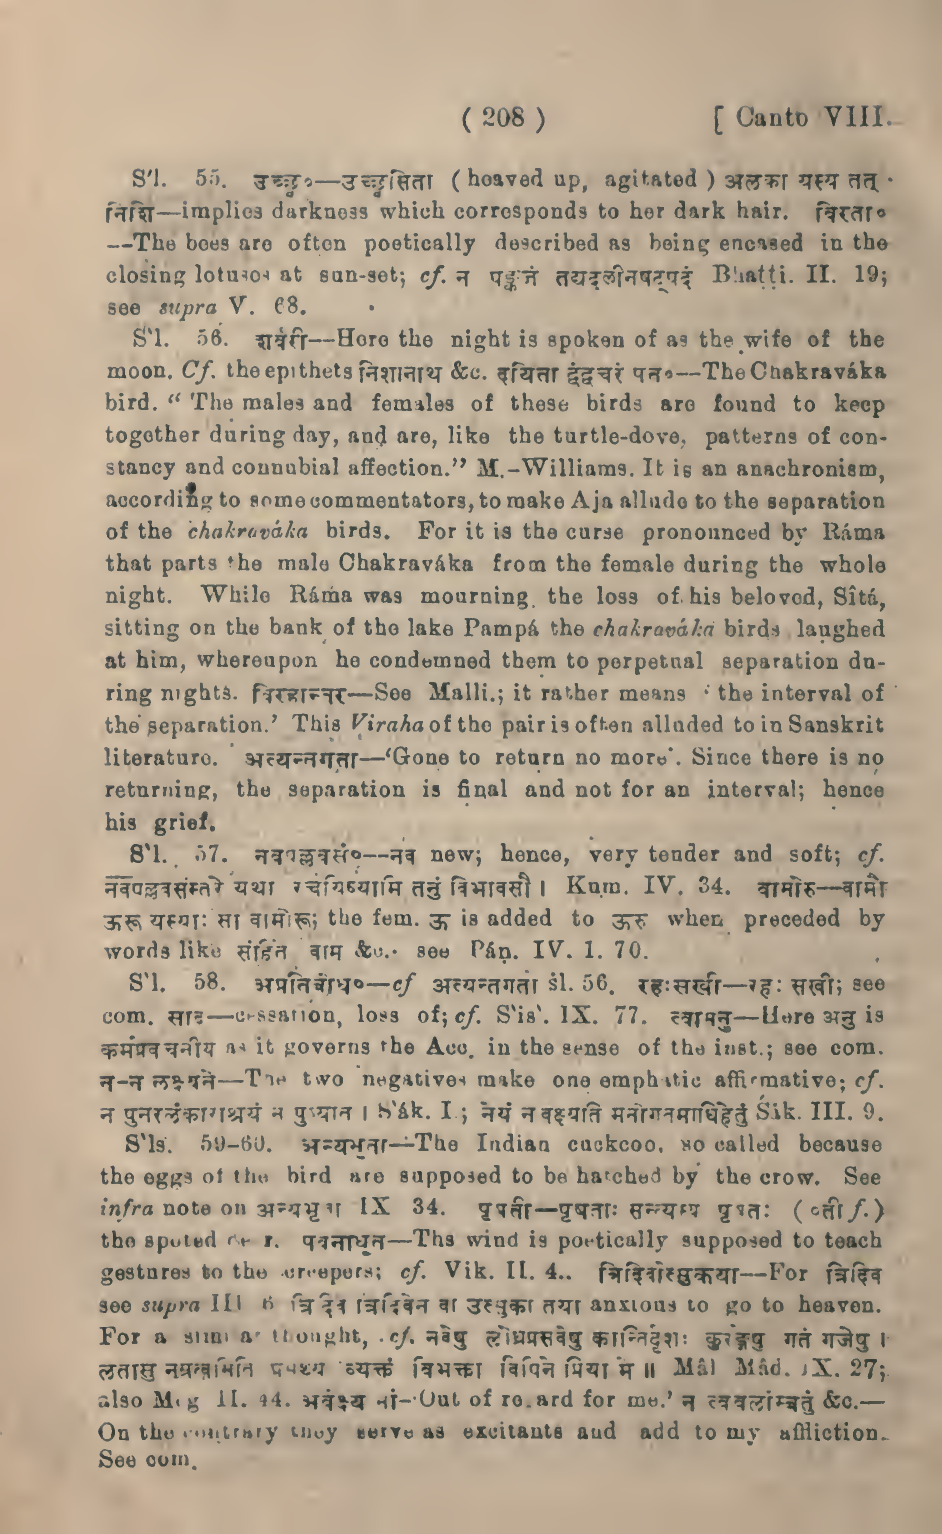 ( 208 ) [ Canto VIII.
S'l. 55. उच्छ्व०—उच्छ्वसिता ( heaved up, agitated ) अलका यस्य तत् ·
निशि—implies darkness which corresponds to her dark hair. विरता०
--The bees are often poetically described as being encased in the
closing lotuses at sun-set; cf. न पङ्कजं तद्यदलीनषट्पदं Bhaṭṭi. II. 19;
see supra V. 68.
S'l. 56. शर्वरी--Here the night is spoken of as the wife of the
moon. Cf. the epithets निशानाथ &c. दयिता द्वंद्वचरं पत०--The Chakraváka
bird. “ The males and females of these birds are found to keep
together during day, and are, like the turtle-dove, patterns of con-
stancy and connubial affection.” M.-Williams. It is an anachronism,
according to some commentators, to make Aja allude to the separation
of the chakraváka birds. For it is the curse pronounced by Ráma
that parts the male Chakraváka from the female during the whole
night. While Ráma was mourning the loss of his beloved, Sîtá,
sitting on the bank of the lake Pampá the chakraváka birds laughed
at him, whereupon he condemned them to perpetual separation du-
ring nights. विरहान्तर—See Malli.; it rather means ‘ the interval of
the separation.’ This Viraha of the pair is often alluded to in Sanskrit
literature. अत्यन्तगता—‘Gone to return no more’. Since there is no
returning, the separation is final and not for an interval; hence
his grief.
S'l. 57. नवपल्लवसं०--नव new; hence, very tender and soft; cf.
नवपल्लवसंस्तरे यथा रचयिष्यामि तनुं विभावसौ । Kum. IV. 34. वामोरु—वामौ
ऊरू यस्याः सा वामोरू; the fem. ऊ is added to ऊरु when preceded by
words like संहित वाम &c. see Páṇ. IV. 1. 70.
S'l. 58. अप्रतिबोध०—cf अत्यन्तगता śl. 56. रहःसखी—रहः सखी; see
com. साद—cessation, loss of; cf. S'is'. IX. 77. त्वामनु—Here अनु is
कर्मप्रवचनीय as it governs the Acc. in the sense of the inst.; see com.
न-न लक्ष्यते—The two negatives make one emphatic affirmative; cf.
न पुनरलंकारश्रियं न पुष्यति । S'ák. I.; नेयं न वक्ष्यति मनोगतमाधिहेतुं Śák. III. 9.
S'ls. 59-60. अन्यभृता—The Indian cuckoo, so called because
the eggs of the bird are supposed to be hatched by the crow. See
infra note on अन्यभृता IX 34. पृषती—पृषताः सन्त्यस्य पृषतः ( ०ती f.)
the spotted deer. पवनाधूत—The wind is poetically supposed to teach
gestures to the creepers; cf. Vik. II. 4.. त्रिदिवोत्सुकया—For त्रिदिव
see supra III 6 त्रिदिवे त्रिदिवेन वा उत्सुका तया anxious to go to heaven.
For a similar thought, cf. नवेषु लोध्रप्रसवेषु कान्तिर्दृशः कुरङ्गेषु गतं गजेषु ।
लतासु नम्रत्वमिति प्रमथ्य व्यक्तं विभक्ता विपिने प्रिया मे ॥ Mâl Mâd. IX. 27;
also Meg II. 44. अवेक्ष्य मां-‘Out of regard for me.’ न त्ववलम्बितुं &c.—
On the contrary they serve as excitants and add to my affliction.
See com.